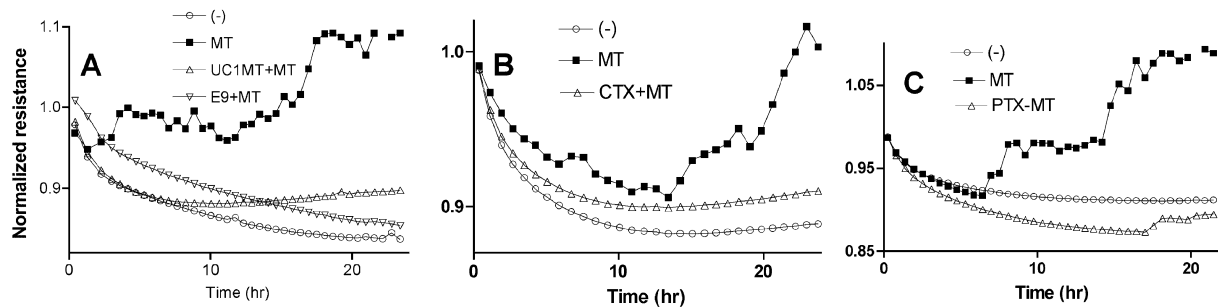 A
(-)
MT
UC1MT+MT
E9+MT
Normalized resistance
1.1
1.0
0.9
0
10
20
Time (hr)
B
(-)
MT
CTX+MT
1.0
0.9
0
10
20
Time (hr)
C
(-)
MT
PTX-MT
1.05
0.95
0.85
0
10
20
Time (hr)